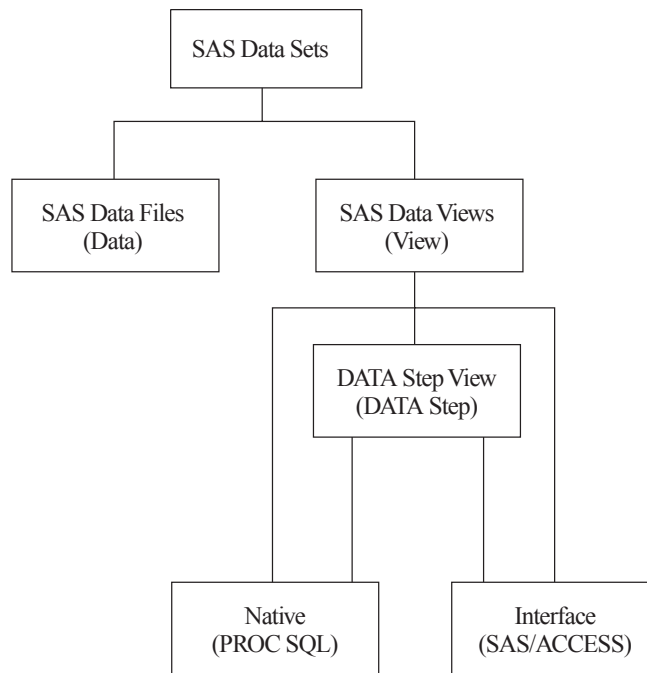 SAS Data Sets
SAS Data Files
(Data)
SAS Data Views
(View)
DATA Step View
(DATA Step)
Native
(PROC SQL)
Interface
(SAS/ACCESS)